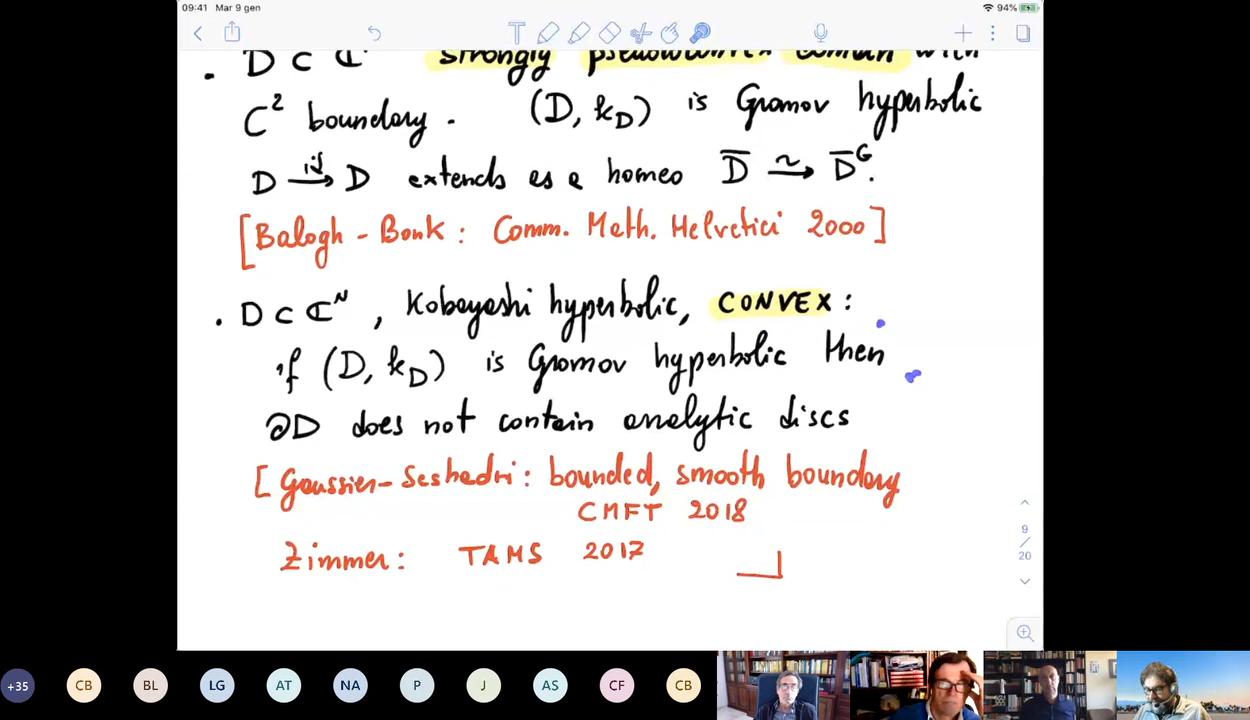 09:41 Mar 9 gen
94%
. D ⊂ ℂ strongly pseudoconvex domain with
C² boundary. (D, k_D) is Gromov hyperbolic
D →^{id} D extends as a homeo D̅ →^{~} D̅^G.
[Balogh - Bonk: Comm. Math. Helvetici 2000]
. D ⊂ ℂ^N, Kobayashi hyperbolic, CONVEX:
if (D, k_D) is Gromov hyperbolic then
∂D does not contain analytic discs
[Gaussier-Seshadri: bounded, smooth boundary
CMFT 2018
Zimmer: TAMS 2017 ]
9
/
20
+35 CB BL LG AT NA P J AS CF CB